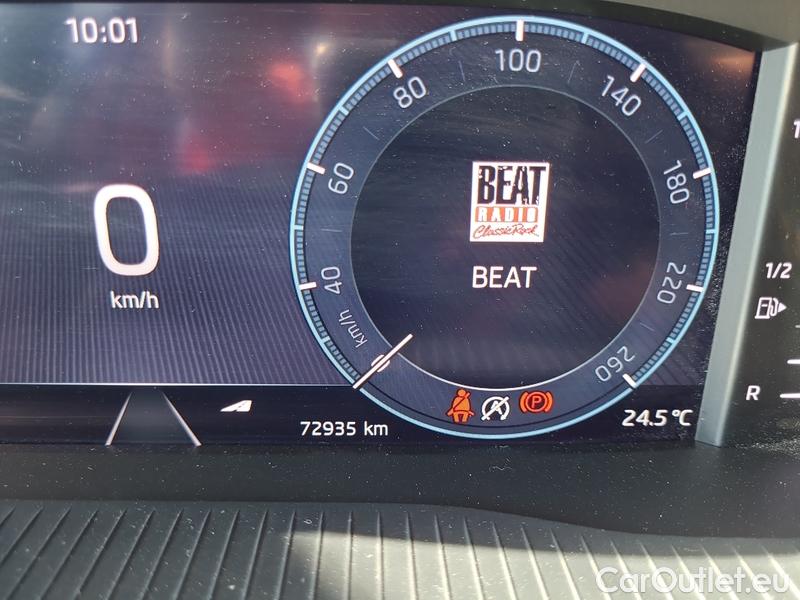 10:01
0
km/h
40
60
80
100
140
180
220
260
km/h
0
BEAT
RADIO
Classic Rock
BEAT
A
P
72935 km
24.5 °C
1/2
R
CarOutlet.eu